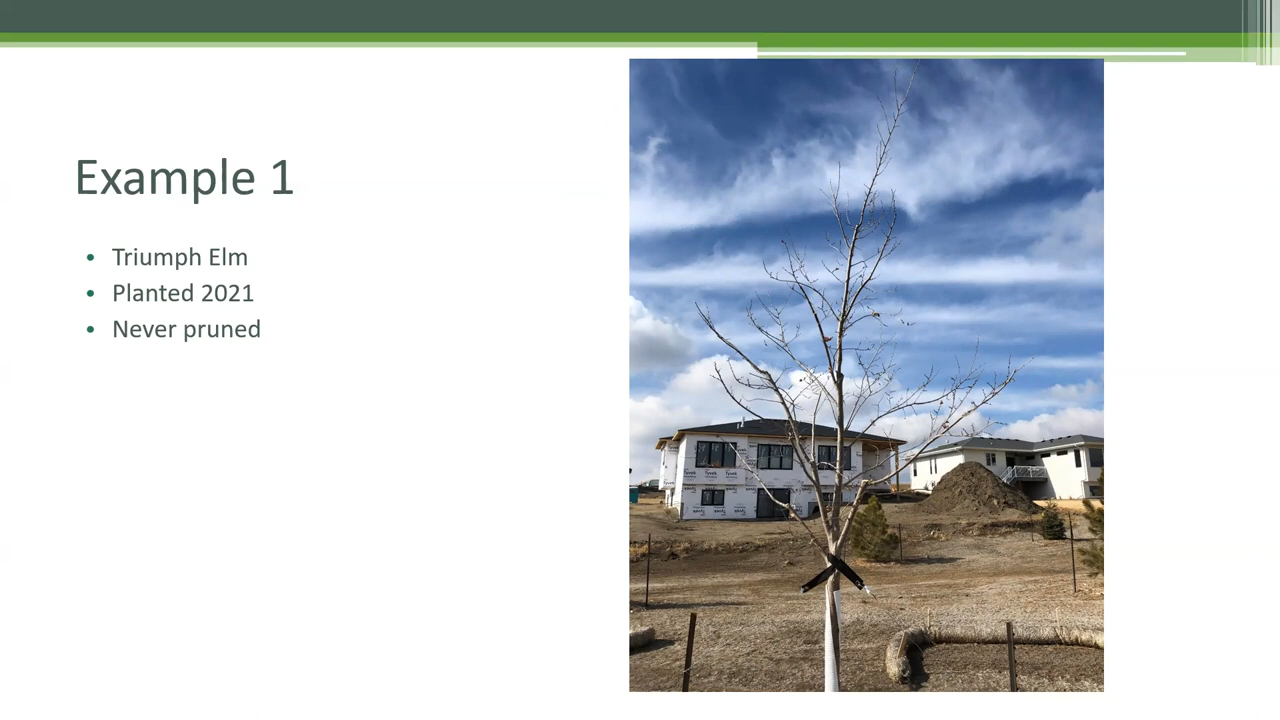 Example 1
• Triumph Elm
• Planted 2021
• Never pruned